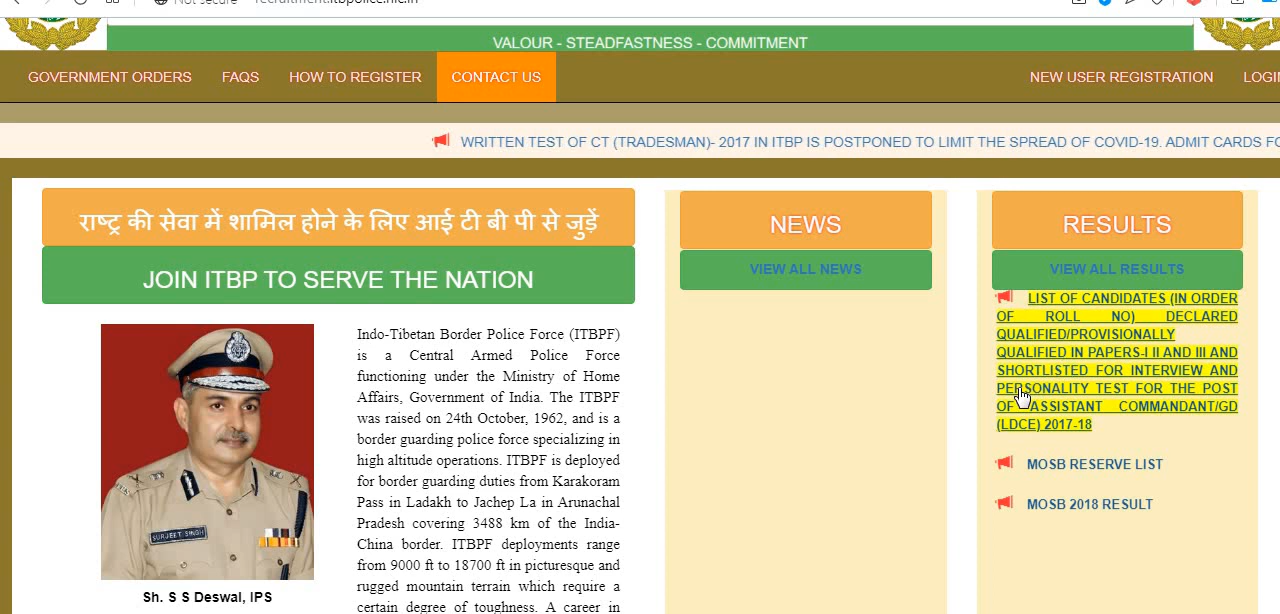 Not secure
recruitment.itbpolice.nic.in
VALOUR - STEADFASTNESS - COMMITMENT
GOVERNMENT ORDERS FAQS HOW TO REGISTER CONTACT US NEW USER REGISTRATION LOGI
WRITTEN TEST OF CT (TRADESMAN)- 2017 IN ITBP IS POSTPONED TO LIMIT THE SPREAD OF COVID-19. ADMIT CARDS FO
राष्ट्र की सेवा में शामिल होने के लिए आई टी बी पी से जुड़ें
JOIN ITBP TO SERVE THE NATION
SURJEET SINGH
Sh. S S Deswal, IPS
Indo-Tibetan Border Police Force (ITBPF)
is a Central Armed Police Force
functioning under the Ministry of Home
Affairs, Government of India. The ITBPF
was raised on 24th October, 1962, and is a
border guarding police force specializing in
high altitude operations. ITBPF is deployed
for border guarding duties from Karakoram
Pass in Ladakh to Jachep La in Arunachal
Pradesh covering 3488 km of the India-
China border. ITBPF deployments range
from 9000 ft to 18700 ft in picturesque and
rugged mountain terrain which require a
certain degree of toughness. A career in
NEWS
VIEW ALL NEWS
RESULTS
VIEW ALL RESULTS
LIST OF CANDIDATES (IN ORDER
OF ROLL NO) DECLARED
QUALIFIED/PROVISIONALLY
QUALIFIED IN PAPERS-I II AND III AND
SHORTLISTED FOR INTERVIEW AND
PERSONALITY TEST FOR THE POST
OF ASSISTANT COMMANDANT/GD
(LDCE) 2017-18
MOSB RESERVE LIST
MOSB 2018 RESULT